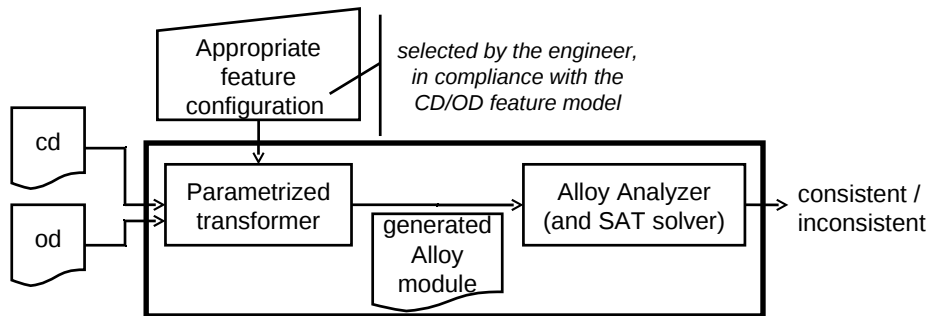 Appropriate
feature
configuration
selected by the engineer,
in compliance with the
CD/OD feature model
cd
od
Parametrized
transformer
generated
Alloy
module
Alloy Analyzer
(and SAT solver)
consistent /
inconsistent